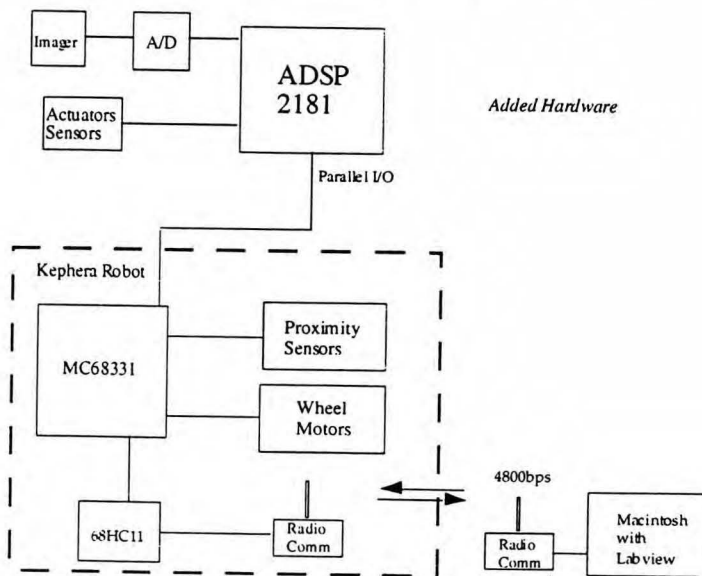 Imager
A/D
ADSP
2181
Added Hardware
Actuators
Sensors
Parallel I/O
Kephera Robot
Proximity
Sensors
MC68331
Wheel
Motors
4800bps
68HC11
Radio
Comm
Radio
Comm
Macintosh
with
Labview